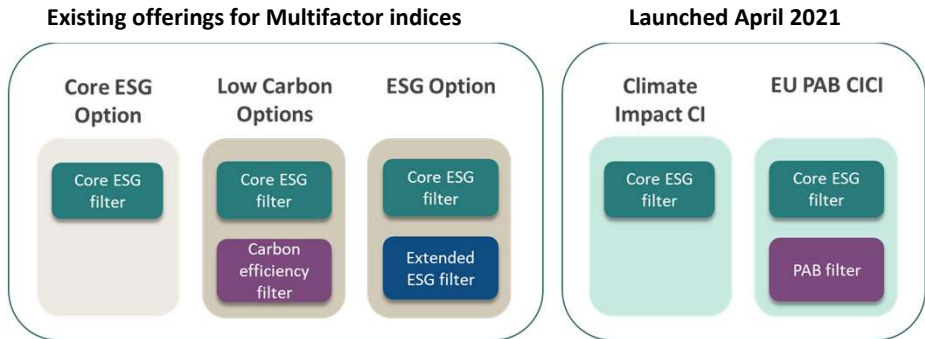 Existing offerings for Multifactor indices
Core ESG
Option
Core ESG
filter
Low Carbon
Options
Core ESG
filter
Carbon
efficiency
filter
ESG Option
Core ESG
filter
Extended
ESG filter
Launched April 2021
Climate
Impact CI
Core ESG
filter
EU PAB CICI
Core ESG
filter
PAB filter